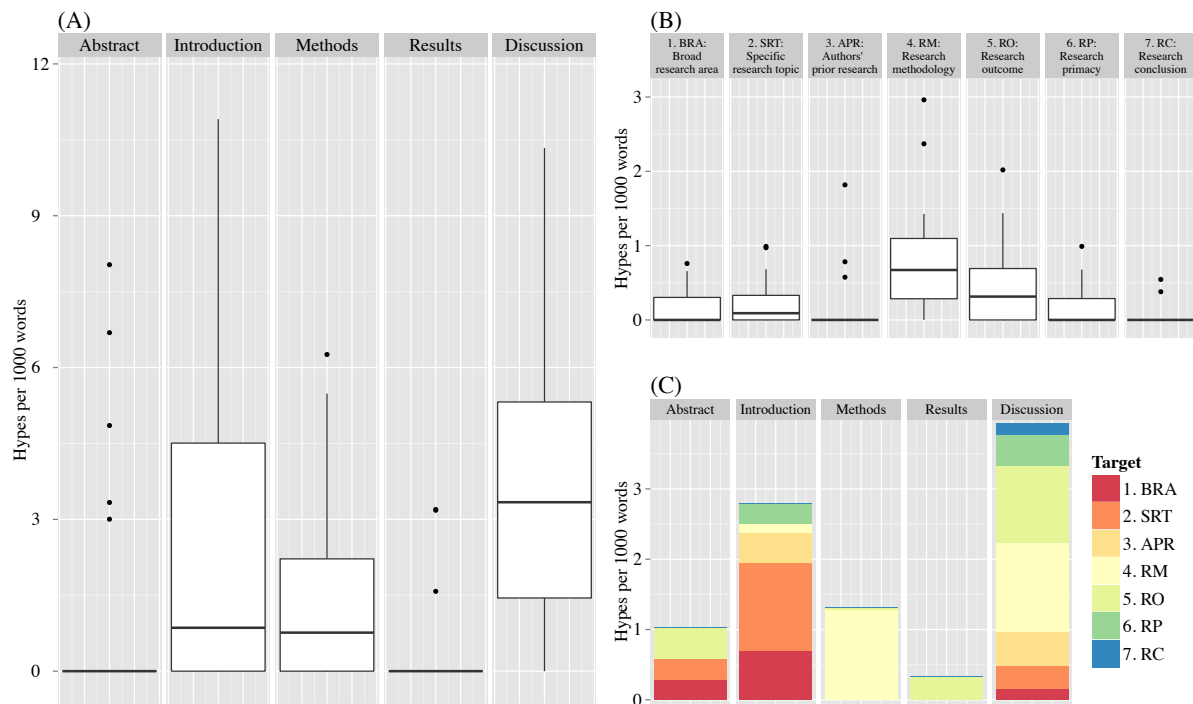 (A)
Abstract Introduction Methods Results Discussion
12
9
6
3
0
Hypes per 1000 words
(B)
1. BRA:
Broad
research area
2. SRT:
Specific
research topic
3. APR:
Authors'
prior research
4. RM:
Research
methodology
5. RO:
Research
outcome
6. RP:
Research
primacy
7. RC:
Research
conclusion
3
2
1
0
Hypes per 1000 words
(C)
Abstract Introduction Methods Results Discussion
3
2
1
0
Hypes per 1000 words
Target
1. BRA
2. SRT
3. APR
4. RM
5. RO
6. RP
7. RC